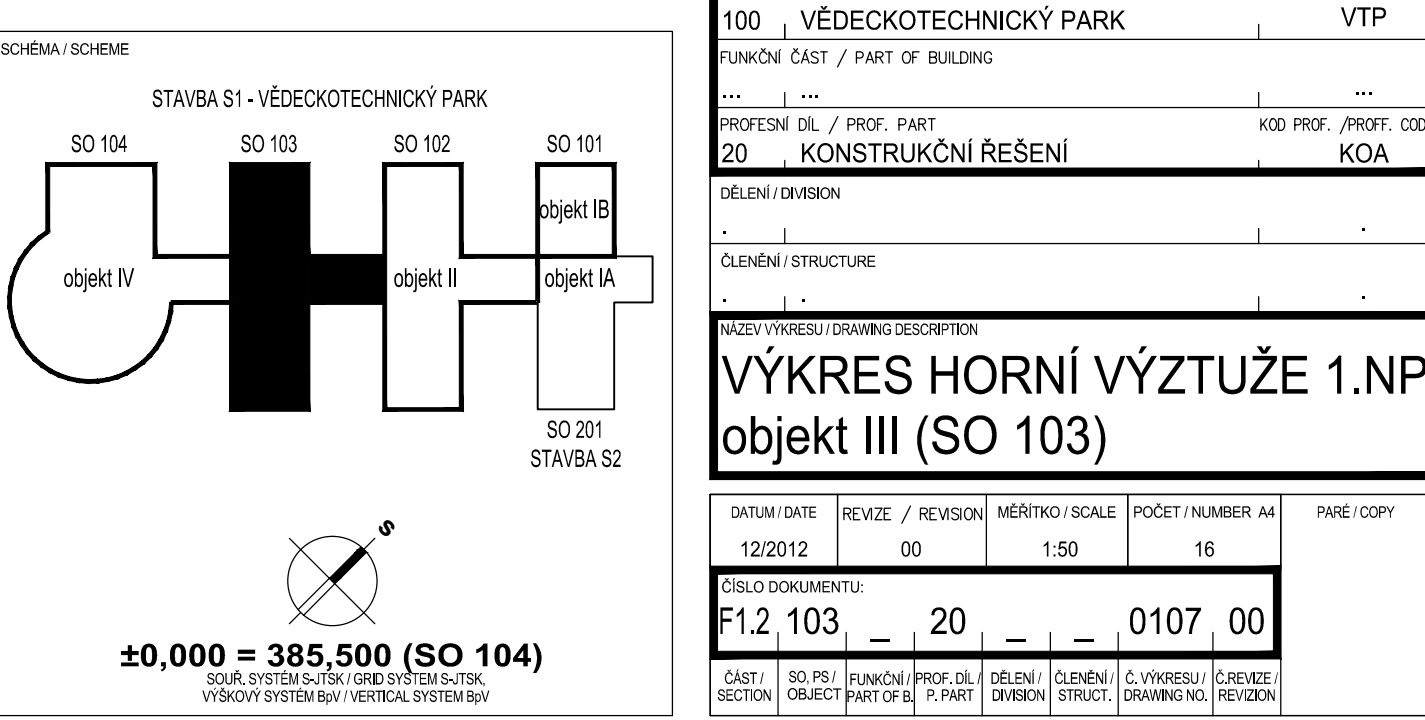 SCHÉMA / SCHEME
STAVBA S1 - VĚDECKOTECHNICKÝ PARK
SO 104 SO 103 SO 102 SO 101
objekt IB
objekt IV objekt II objekt IA
SO 201
STAVBA S2
S
±0,000 = 385,500 (SO 104)
SOUŘ. SYSTÉM S-JTSK / GRID SYSTEM S-JTSK,
VÝŠKOVÝ SYSTÉM BpV / VERTICAL SYSTEM BpV
100 VĚDECKOTECHNICKÝ PARK VTP
FUNKČNÍ ČÁST / PART OF BUILDING
... ... ...
PROFESNÍ DÍL / PROF. PART KOD PROF. /PROFF. COD
20 KONSTRUKČNÍ ŘEŠENÍ KOA
DĚLENÍ / DIVISION
. .
ČLENĚNÍ / STRUCTURE
. . .
NÁZEV VÝKRESU / DRAWING DESCRIPTION
VÝKRES HORNÍ VÝZTUŽE 1.NP
objekt III (SO 103)
DATUM / DATE REVIZE / REVISION MĚŘÍTKO / SCALE POČET / NUMBER A4 PARÉ / COPY
12/2012 00 1:50 16
ČÍSLO DOKUMENTU:
F1.2 103 _ 20 _ _ 0107 00
ČÁST / SO, PS / FUNKČNÍ / PROF. DÍL / DĚLENÍ / ČLENĚNÍ / Č. VÝKRESU / Č.REVIZE /
SECTION OBJECT PART OF B. P. PART DIVISION STRUCT. DRAWING NO. REVIZION